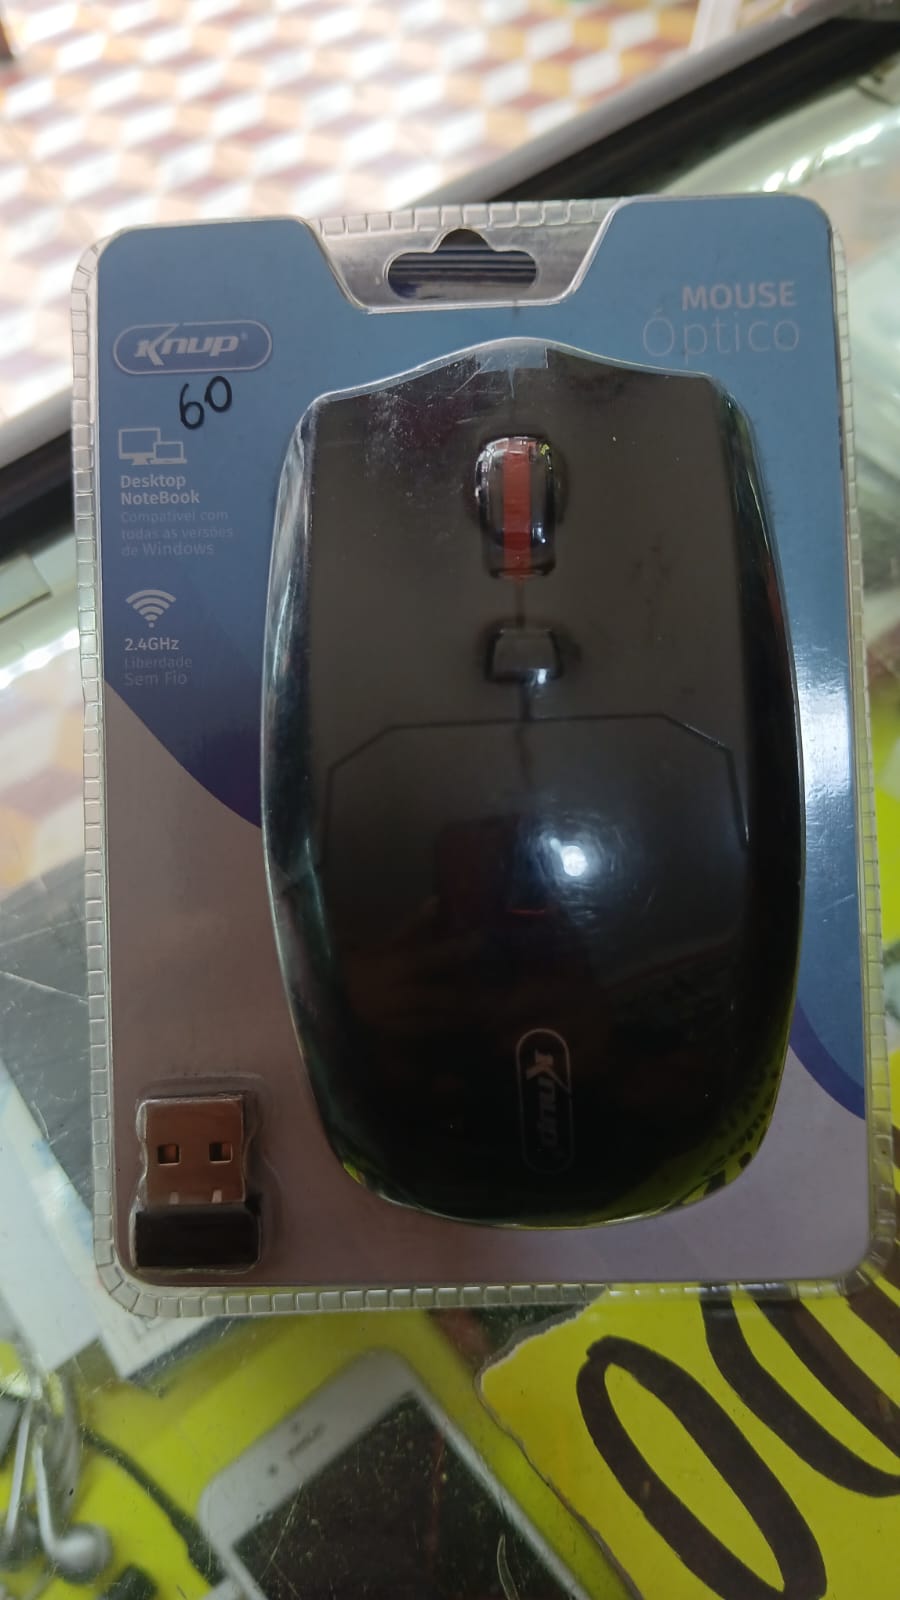 MOUSE
Óptico
Knup
60
Desktop
NoteBook
Compatível com
todas as versões
de Windows
2.4GHz
Liberdade
Sem Fio
Knup